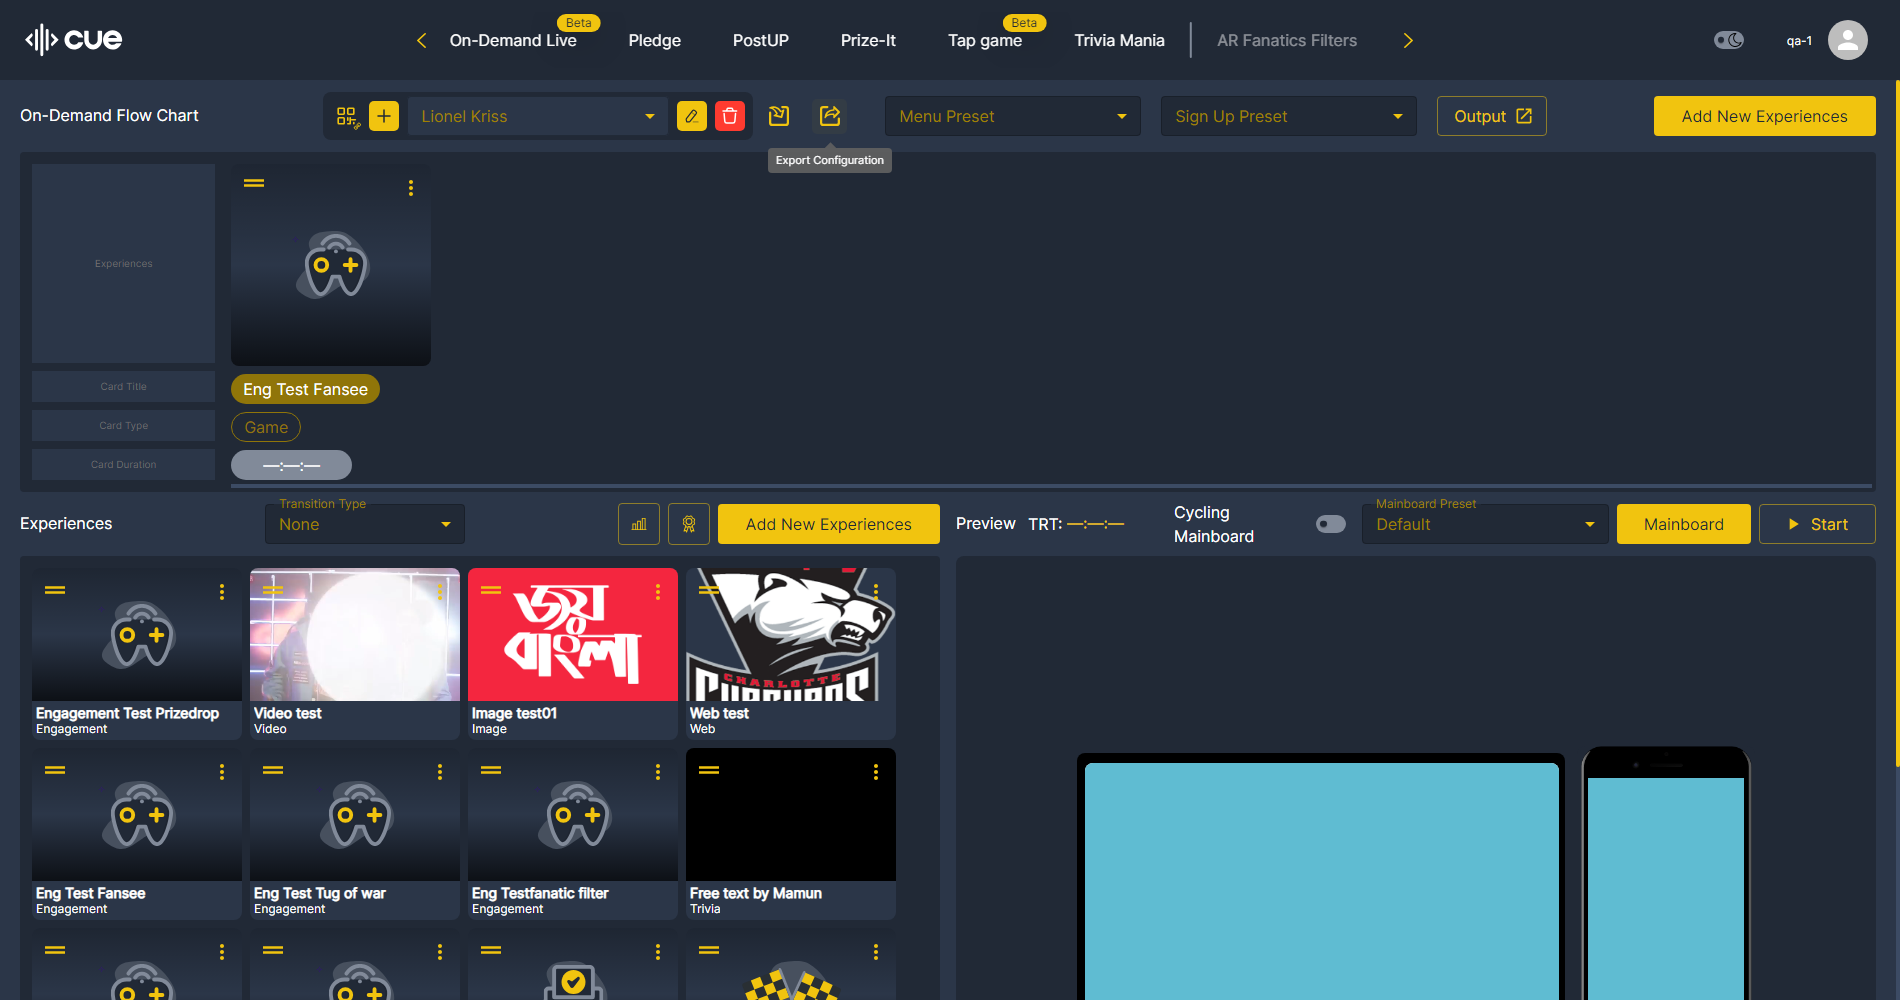 cue
On-Demand Live
Beta
Pledge
PostUP
Prize-It
Tap game
Beta
Trivia Mania
AR Fanatics Filters
qa-1
On-Demand Flow Chart
Lionel Kriss
Menu Preset
Sign Up Preset
Output
Add New Experiences
Export Configuration
Experiences
Eng Test Fansee
Card Title
Game
Card Type
Card Duration
—:—:—
Experiences
Transition Type
None
Add New Experiences
Preview
TRT: —:—:—
Cycling
Mainboard
Mainboard Preset
Default
Mainboard
Start
জয়
বাংলা
CHARLOTTE
Engagement Test Prizedrop
Engagement
Video test
Video
Image test01
Image
Web test
Web
Eng Test Fansee
Engagement
Eng Test Tug of war
Engagement
Eng Testfanatic filter
Engagement
Free text by Mamun
Trivia